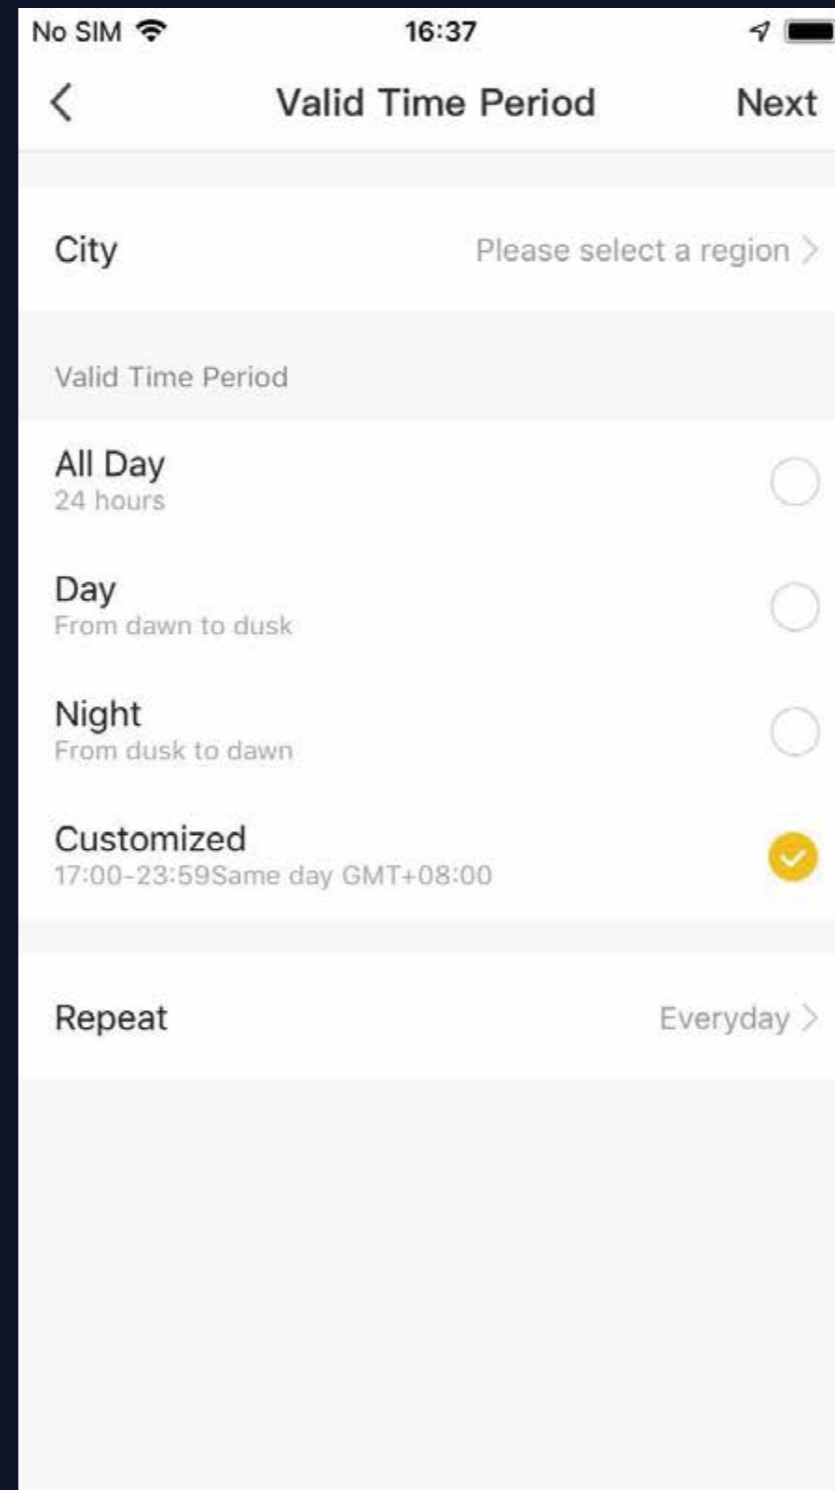 No SIM 16:37
Valid Time Period Next
City Please select a region
Valid Time Period
All Day
24 hours
Day
From dawn to dusk
Night
From dusk to dawn
Customized
17:00-23:59Same day GMT+08:00
Repeat Everyday